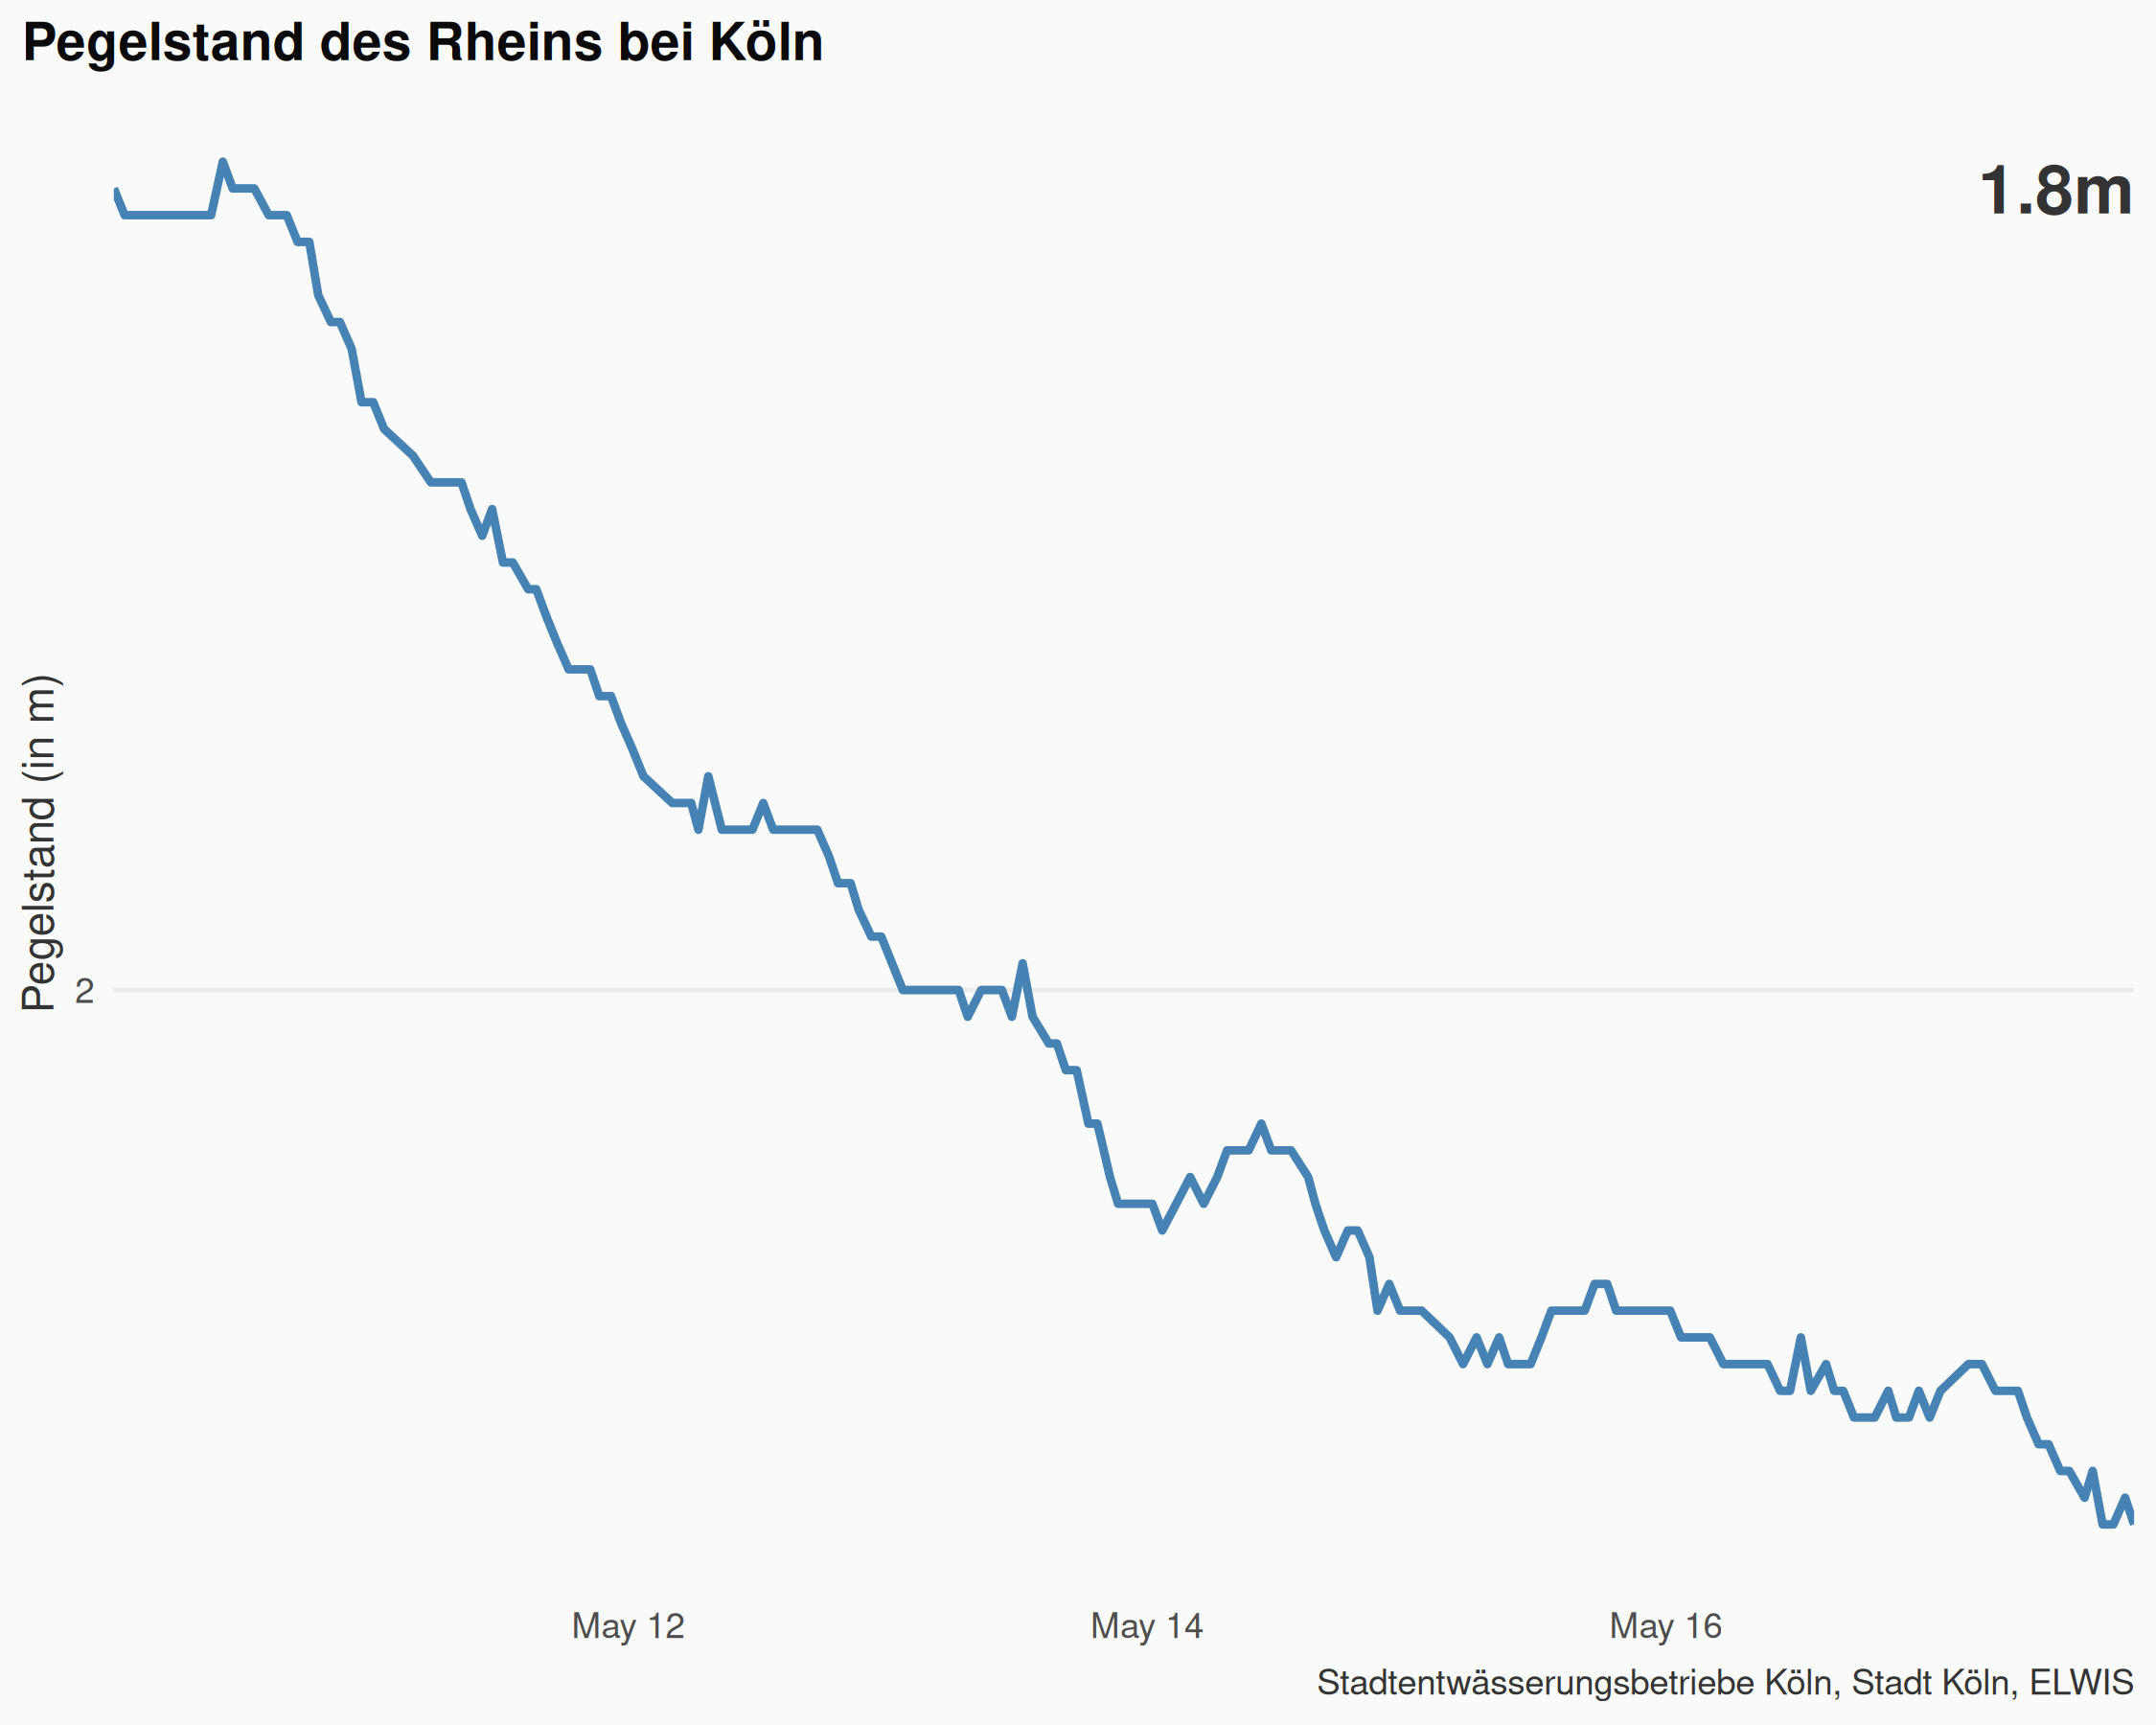 Pegelstand des Rheins bei Köln
1.8m
Pegelstand (in m)
2
May 12
May 14
May 16
Stadtentwässerungsbetriebe Köln, Stadt Köln, ELWIS